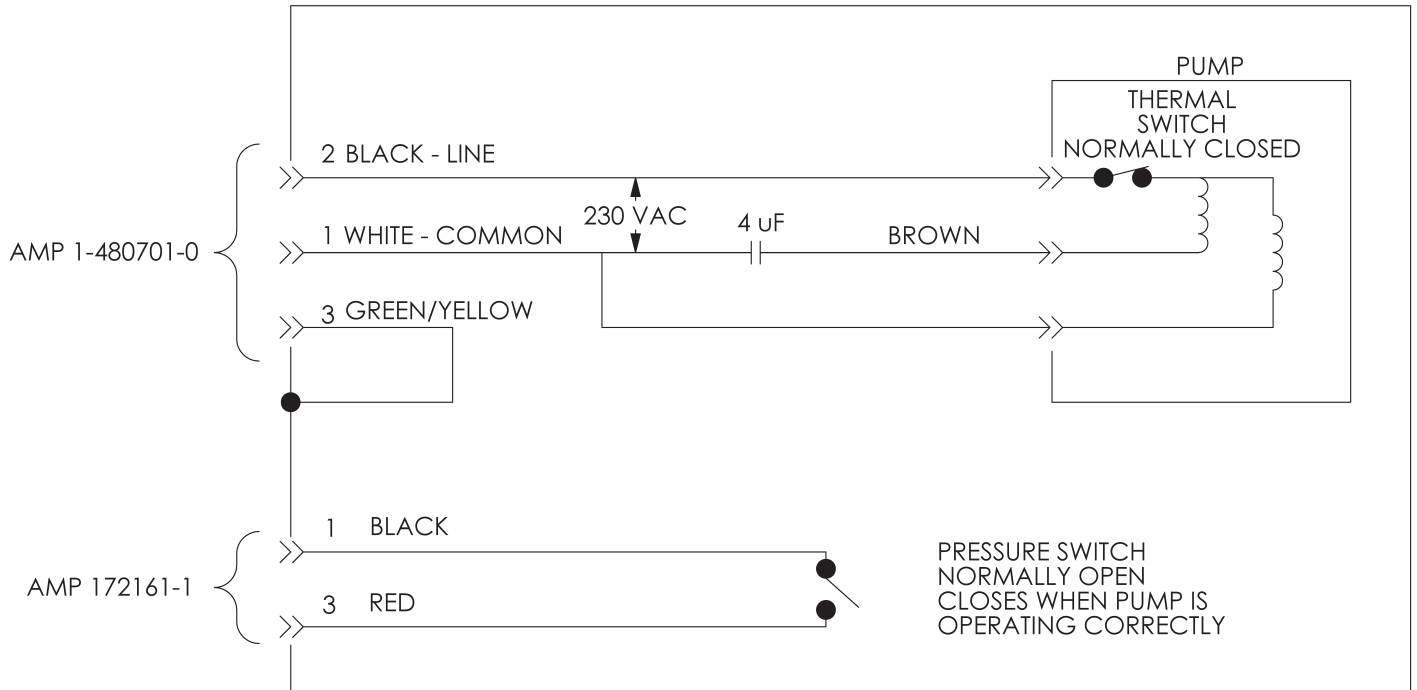 PUMP
THERMAL
SWITCH
NORMALLY CLOSED
2 BLACK - LINE
230 VAC
4 uF
1 WHITE - COMMON
BROWN
AMP 1-480701-0
3 GREEN/YELLOW
1 BLACK
AMP 172161-1
3 RED
PRESSURE SWITCH
NORMALLY OPEN
CLOSES WHEN PUMP IS
OPERATING CORRECTLY